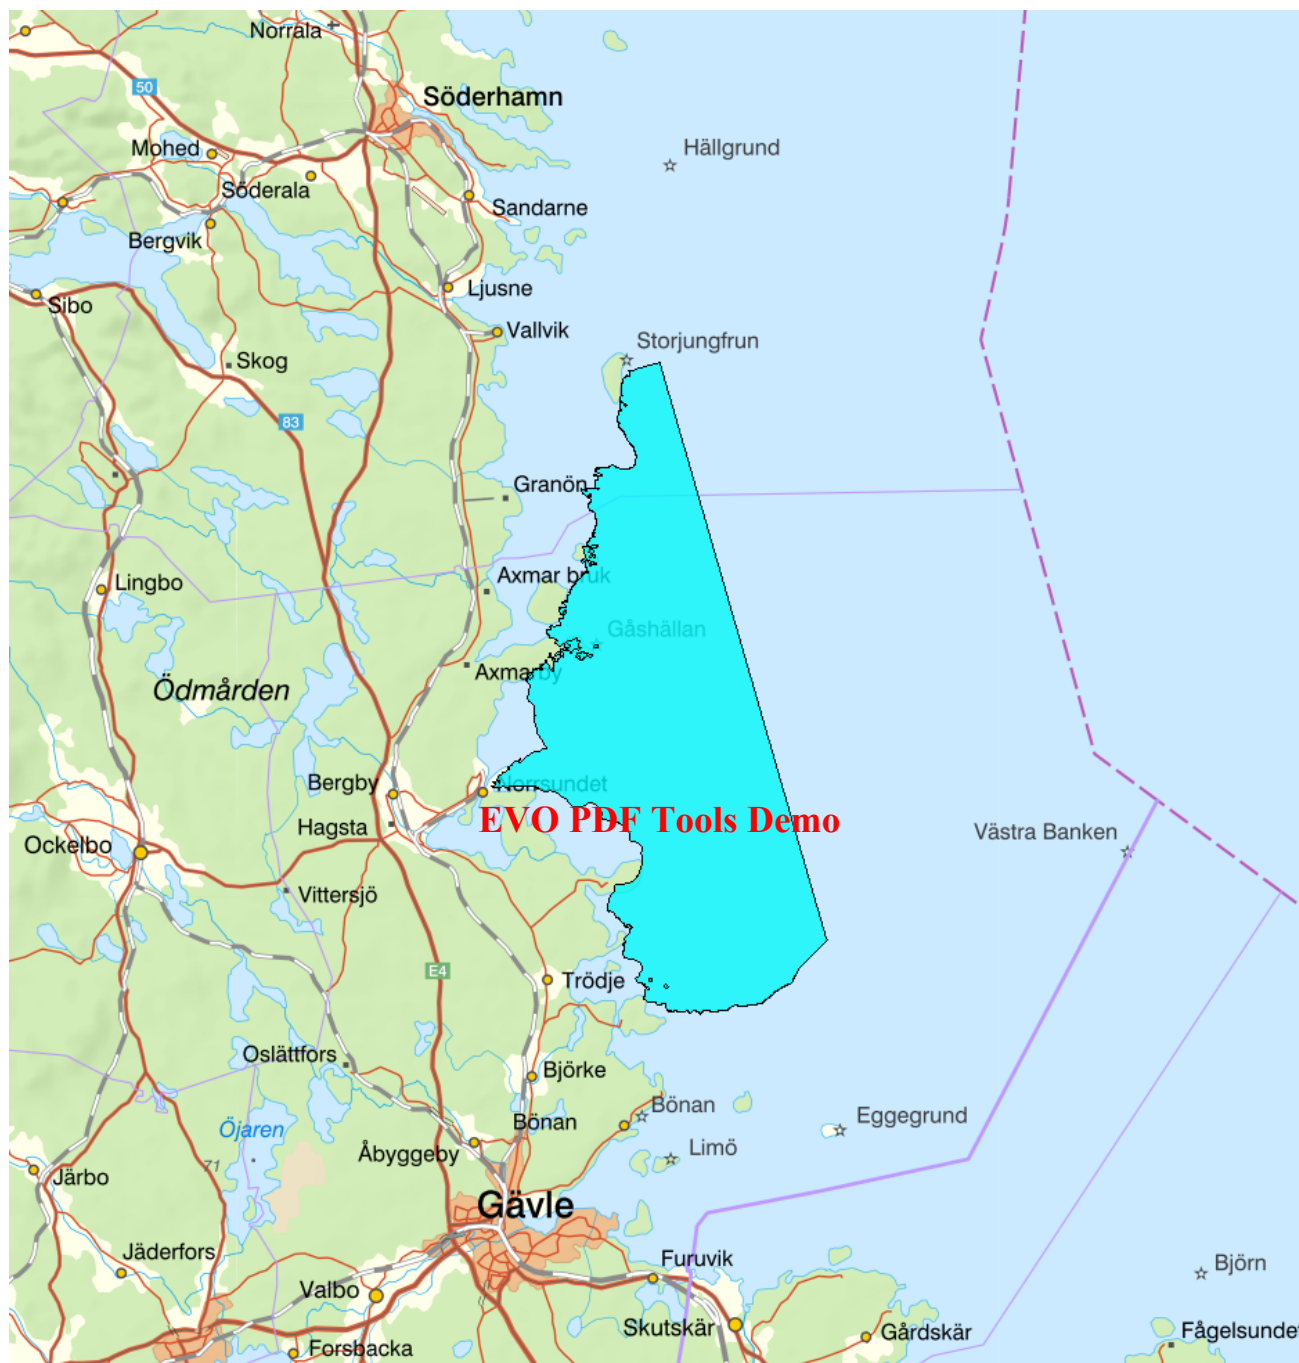 Norrala
50
Söderhamn
Mohed
Hällgrund
Söderala
Sandarne
Bergvik
Ljusne
Sibo
Vallvik
Storjungfrun
Skog
83
Granön
Axmar bruk
Lingbo
Gåshällan
Axmarby
Ödmården
Bergby
Norrsundet
EVO PDF Tools Demo
Hagsta
Västra Banken
Ockelbo
Vittersjö
E4
Trödje
Oslättfors
Björke
Bönan
Eggegrund
Öjaren
Bönan
Åbyggeby
Limö
71
Järbo
Gävle
Jäderfors
Furuvik
Björn
Valbo
Skutskär
Gårdskär
Fågelsundet
Forsbacka